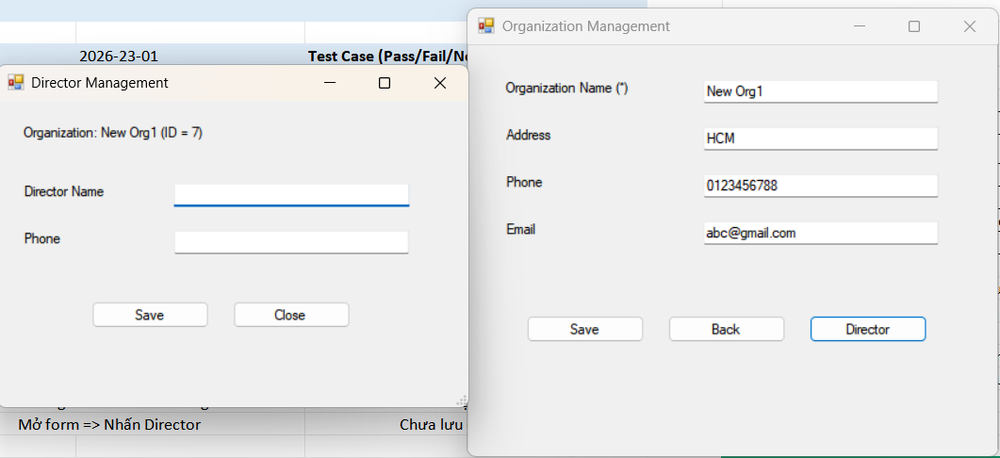 2026-23-01
Test Case (Pass/Fail/
Director Management
Organization: New Org1 (ID = 7)
Director Name
Phone
Save
Close
Mở form => Nhấn Director
Chưa lưu
Organization Management
Organization Name (*)
New Org1
Address
HCM
Phone
0123456788
Email
abc@gmail.com
Save
Back
Director